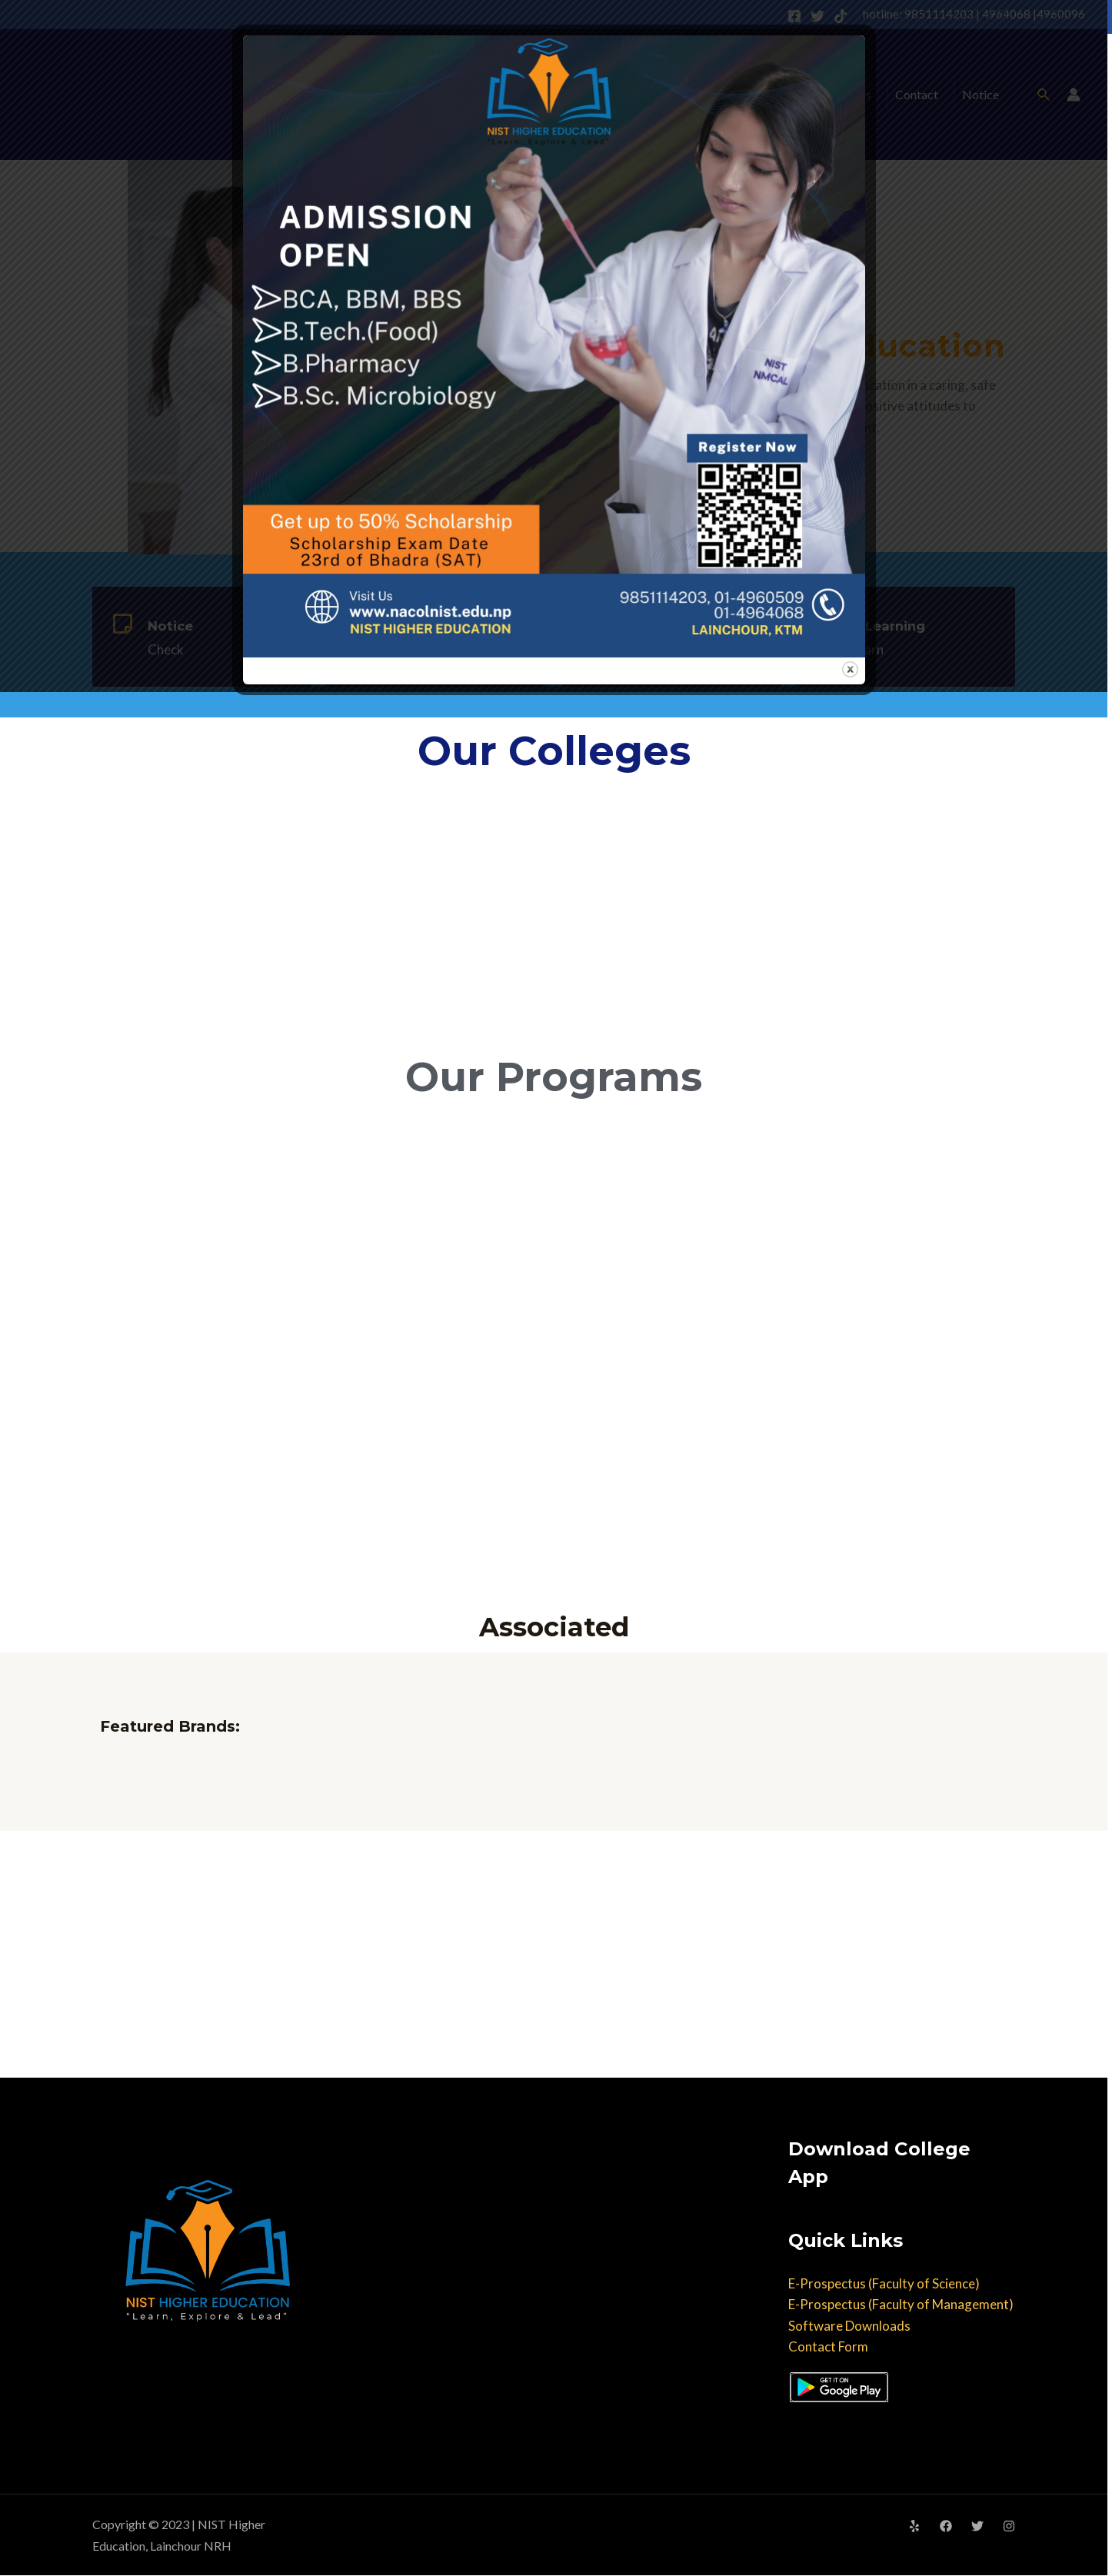 hotline: 9851114203 | 4964068 |4960096
Contact
Notice
NIST HIGHER EDUCATION
"Learn, Explore & Lead"
ADMISSION
OPEN
BCA, BBM, BBS
B.Tech.(Food)
B.Pharmacy
B.Sc. Microbiology
NIST
NMCAL
Register Now
Get up to 50% Scholarship
Scholarship Exam Date
23rd of Bhadra (SAT)
Visit Us
www.nacolnist.edu.np
NIST HIGHER EDUCATION
9851114203, 01-4960509
01-4964068
LAINCHOUR, KTM
in a caring, safe
attitudes to
Notice
Check
Learning
Our Colleges
Our Programs
Associated
Featured Brands:
NIST HIGHER EDUCATION
"Learn, Explore & Lead"
Download College
App
Quick Links
E-Prospectus (Faculty of Science)
E-Prospectus (Faculty of Management)
Software Downloads
Contact Form
GET IT ON
Google Play
Copyright © 2023 | NIST Higher
Education, Lainchour NRH